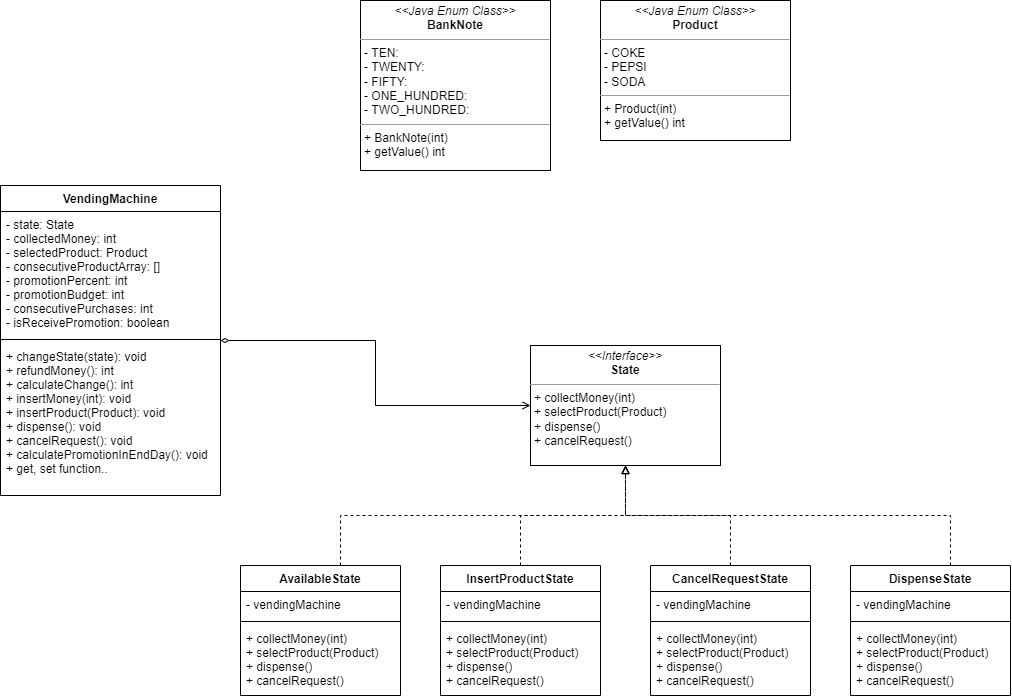 <<Java Enum Class>>
BankNote
- TEN:
- TWENTY:
- FIFTY:
- ONE_HUNDRED:
- TWO_HUNDRED:
+ BankNote(int)
+ getValue() int
<<Java Enum Class>>
Product
- COKE
- PEPSI
- SODA
+ Product(int)
+ getValue() int
VendingMachine
- state: State
- collectedMoney: int
- selectedProduct: Product
- consecutiveProductArray: []
- promotionPercent: int
- promotionBudget: int
- consecutivePurchases: int
- isReceivePromotion: boolean
+ changeState(state): void
+ refundMoney(): int
+ calculateChange(): int
+ insertMoney(int): void
+ insertProduct(Product): void
+ dispense(): void
+ cancelRequest(): void
+ calculatePromotionInEndDay(): void
+ get, set function..
<<Interface>>
State
+ collectMoney(int)
+ selectProduct(Product)
+ dispense()
+ cancelRequest()
AvailableState
- vendingMachine
+ collectMoney(int)
+ selectProduct(Product)
+ dispense()
+ cancelRequest()
InsertProductState
- vendingMachine
+ collectMoney(int)
+ selectProduct(Product)
+ dispense()
+ cancelRequest()
CancelRequestState
- vendingMachine
+ collectMoney(int)
+ selectProduct(Product)
+ dispense()
+ cancelRequest()
DispenseState
- vendingMachine
+ collectMoney(int)
+ selectProduct(Product)
+ dispense()
+ cancelRequest()